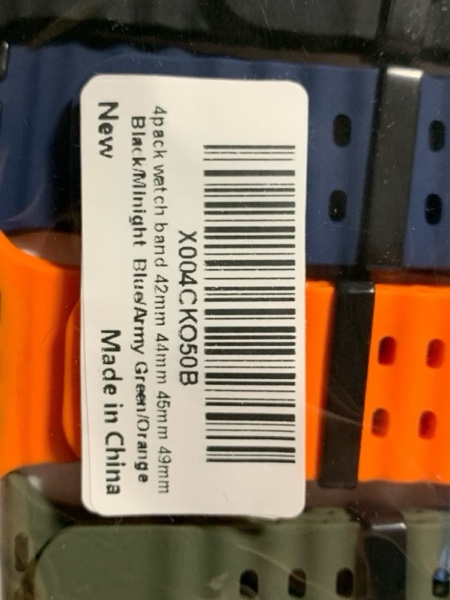 X004CKO50B
4pack watch band 42mm 44mm 45mm 49mm
Black/Minight Blue/Army Green/Orange
New
Made in China